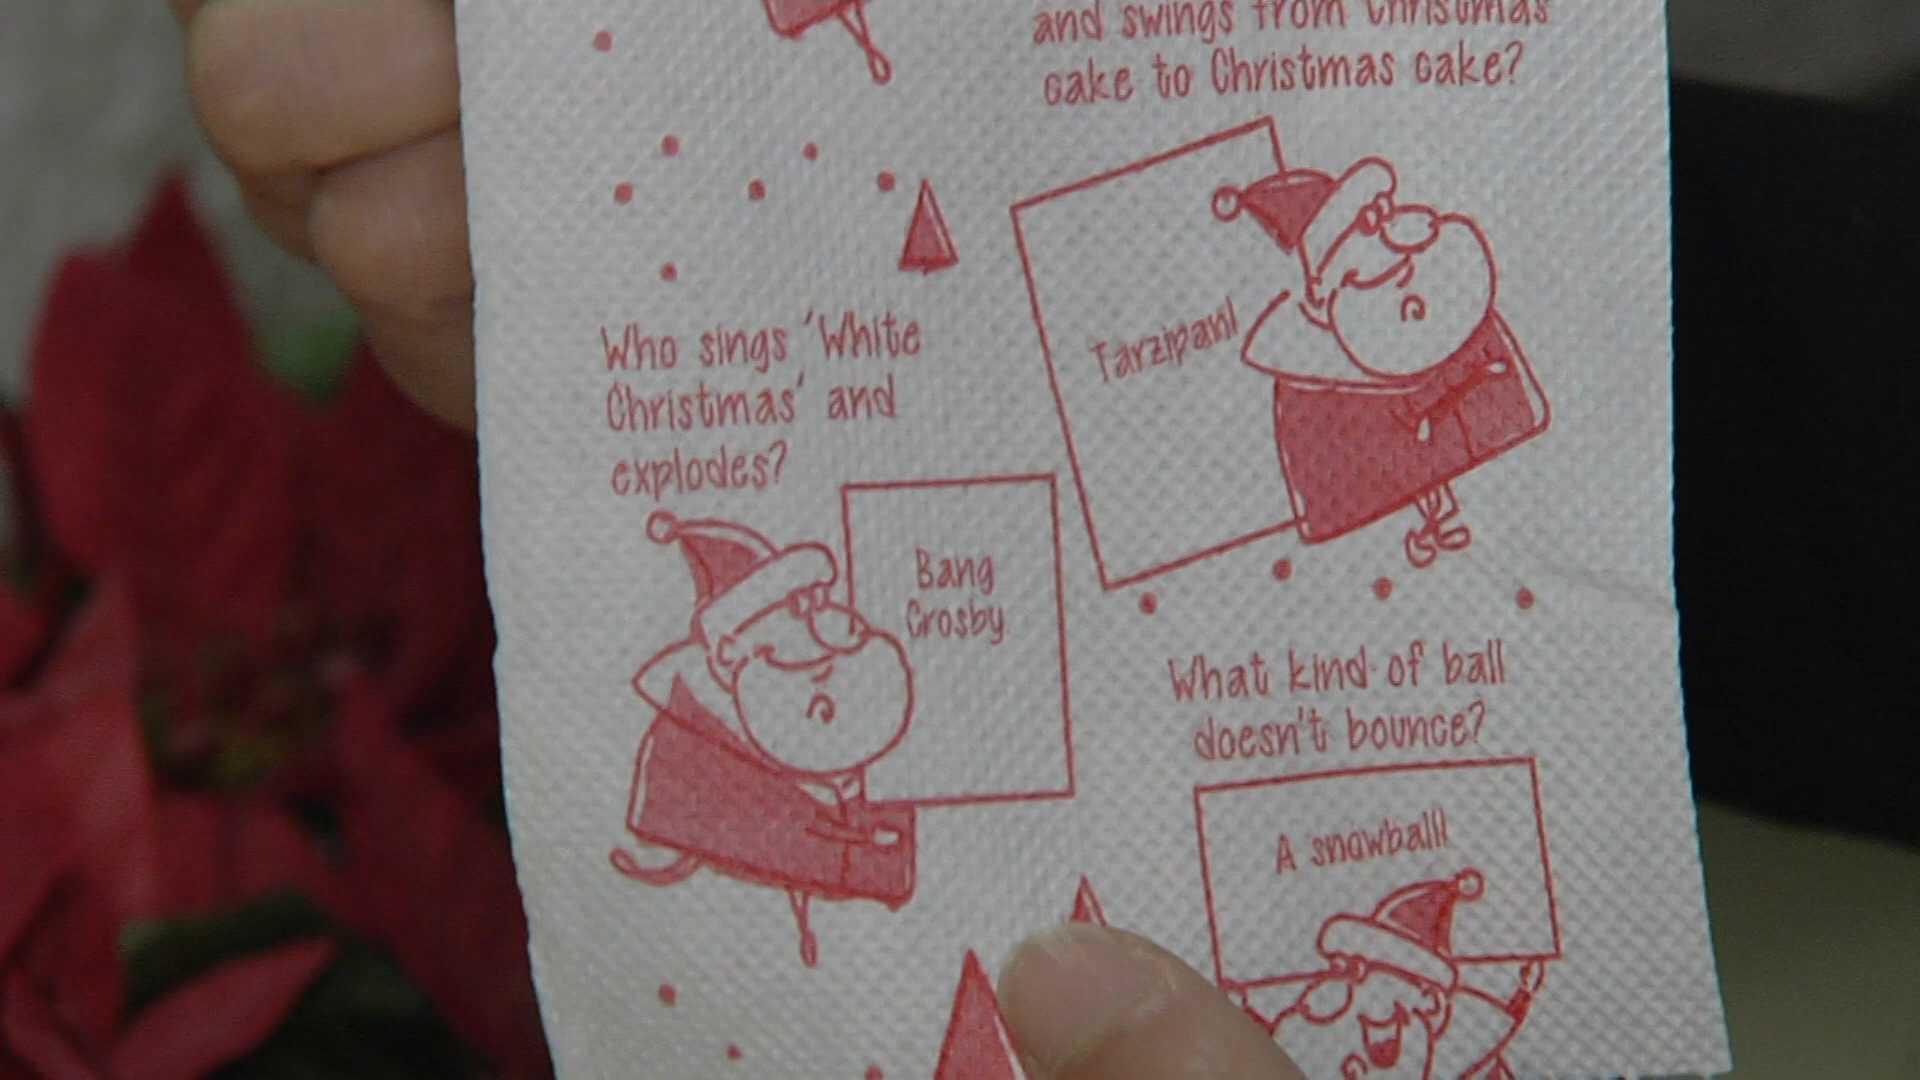 and swings from Christmas
cake to Christmas cake?
Tarzipan!
Who sings 'White
Christmas' and
explodes?
Bang
Crosby
What kind of ball
doesn't bounce?
A snowball!